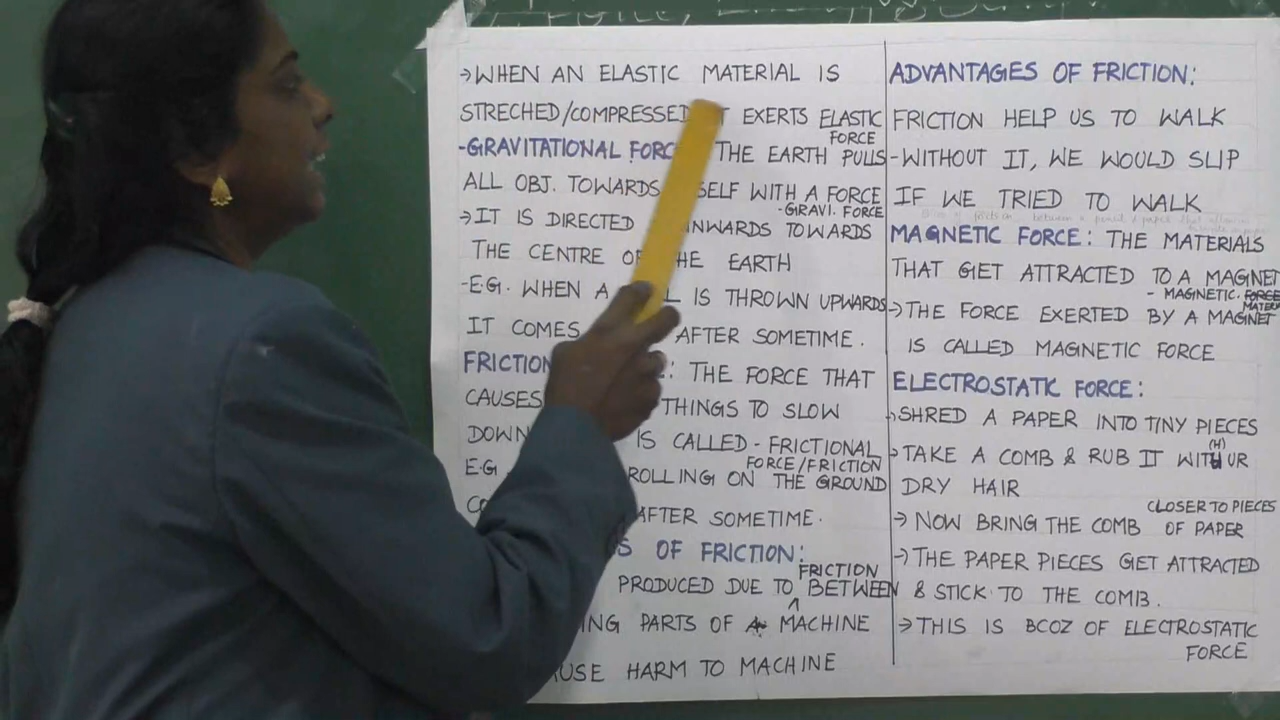 FORCE, ENERGY &
→WHEN AN ELASTIC MATERIAL IS
STRECHED/COMPRESSED EXERTS ELASTIC
FORCE
-GRAVITATIONAL FORC THE EARTH PULLS
ALL OBJ. TOWARDS SELF WITH A FORCE
-GRAVI. FORCE
→IT IS DIRECTED NWARDS TOWARDS
THE CENTRE OF THE EARTH
-E.G. WHEN A L IS THROWN UPWARDS
IT COMES AFTER SOMETIME.
FRICTION : THE FORCE THAT
CAUSES THINGS TO SLOW
DOWN IS CALLED - FRICTIONAL
FORCE/FRICTION
E.G ROLLING ON THE GROUND
AFTER SOMETIME.
S OF FRICTION:
FRICTION
PRODUCED DUE TO ^ BETWEEN
ING PARTS OF MACHINE
AUSE HARM TO MACHINE
ADVANTAGES OF FRICTION:
FRICTION HELP US TO WALK
-WITHOUT IT, WE WOULD SLIP
IF WE TRIED TO WALK
MAGNETIC FORCE: THE MATERIALS
THAT GET ATTRACTED TO A MAGNET
- MAGNETIC. FORCE
MATERI
→THE FORCE EXERTED BY A MAGNET
IS CALLED MAGNETIC FORCE
ELECTROSTATIC FORCE:
→SHRED A PAPER INTO TINY PIECES
(H)
→TAKE A COMB & RUB IT WITH UR
DRY HAIR
CLOSER TO PIECES
→ NOW BRING THE COMB OF PAPER
→THE PAPER PIECES GET ATTRACTED
& STICK TO THE COMB.
→THIS IS BCOZ OF ELECTROSTATIC
FORCE